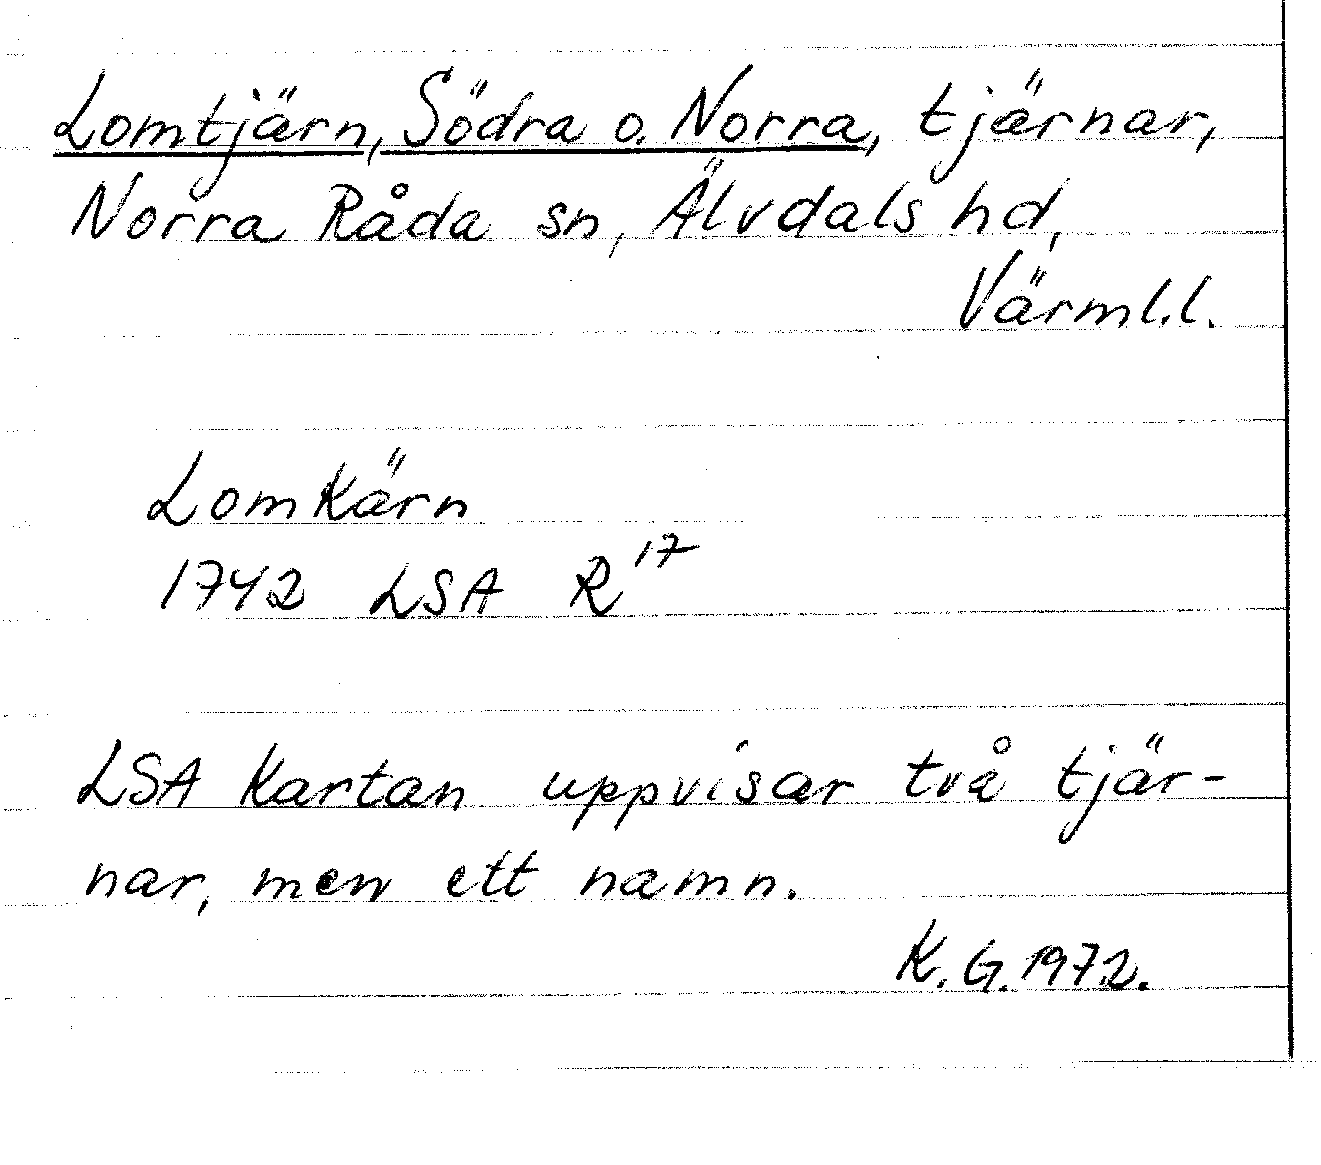 Lomtjärn, Södra o. Norra, tjärnar,
Norra Råda sn, Älvdals hd,
Värml.l.
Lomkärn
1742 LSA R¹⁷
LSA Kartan uppvisar två tjär-
nar, men ett namn.
K.G. 1972.